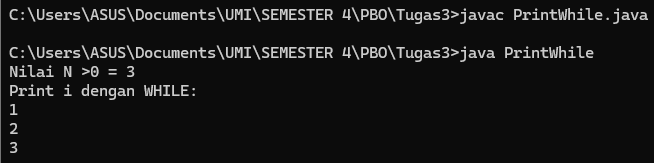 C:\Users\ASUS\Documents\UMI\SEMESTER 4\PBO\Tugas3>javac PrintWhile.java
C:\Users\ASUS\Documents\UMI\SEMESTER 4\PBO\Tugas3>java PrintWhile
Nilai N >0 = 3
Print i dengan WHILE:
1
2
3